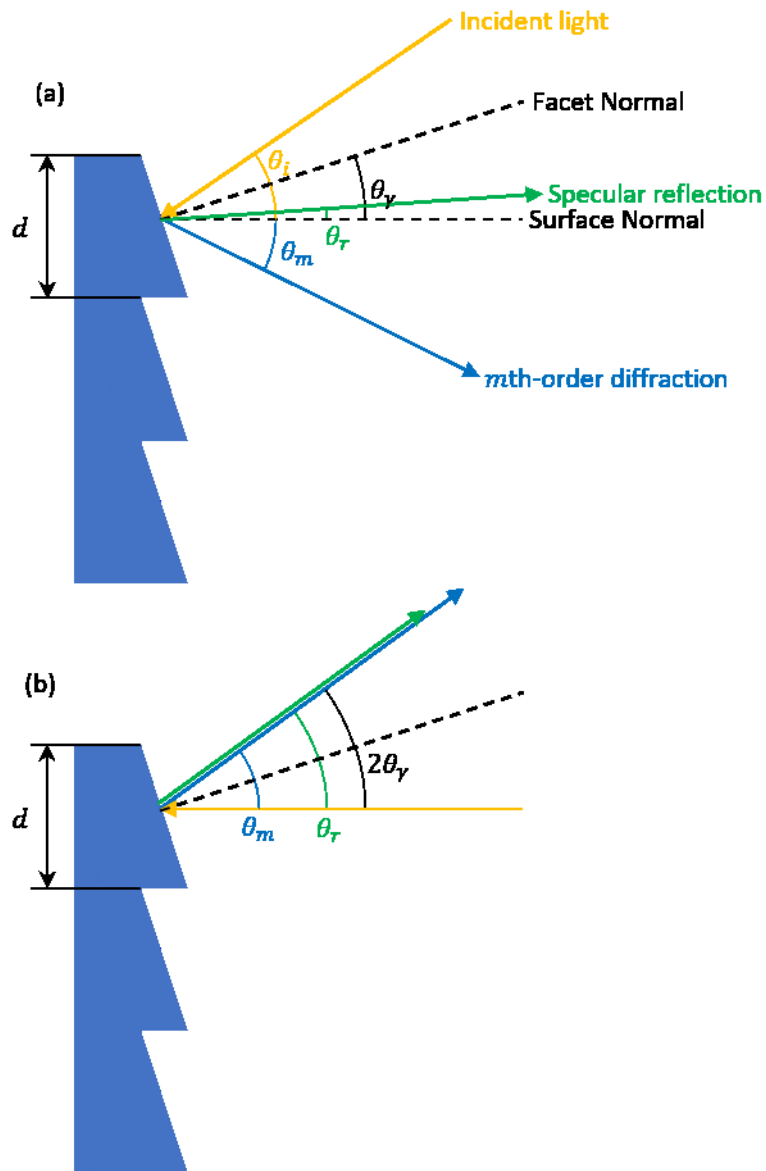 Incident light
(a)
Facet Normal
θᵢ
θᵧ
Specular reflection
d
Surface Normal
θᵣ
θₘ
mth-order diffraction
(b)
2θᵧ
d
θₘ
θᵣ